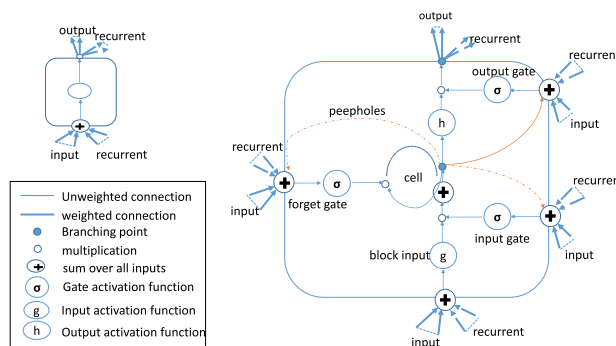 output
recurrent
input
recurrent
Unweighted connection
weighted connection
Branching point
multiplication
sum over all inputs
σ Gate activation function
g Input activation function
h Output activation function
output
recurrent
output gate
recurrent
σ
input
h
peepholes
recurrent
σ
cell
forget gate
input
recurrent
σ
input gate
input
block input
g
input
recurrent